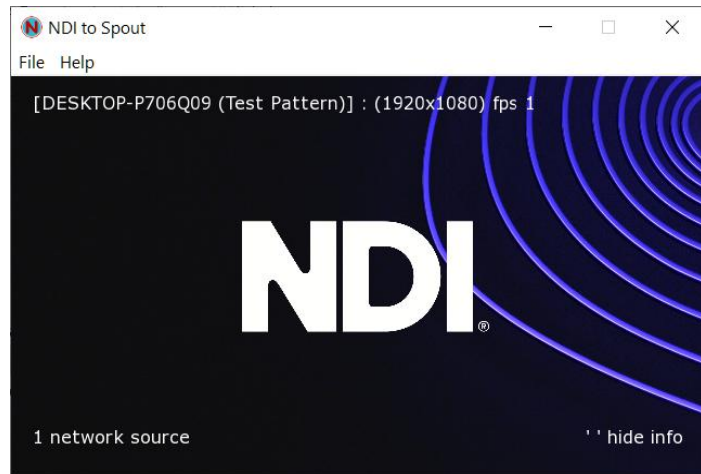 NDI to Spout
File Help
[DESKTOP-P706Q09 (Test Pattern)] : (1920x1080) fps 1
NDI®
1 network source
' ' hide info